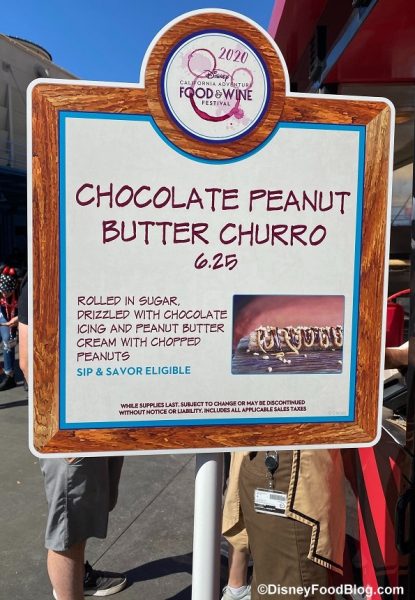 2020
Disney
CALIFORNIA ADVENTURE
FOOD & WINE
FESTIVAL
CHOCOLATE PEANUT
BUTTER CHURRO
6.25
ROLLED IN SUGAR,
DRIZZLED WITH CHOCOLATE
ICING AND PEANUT BUTTER
CREAM WITH CHOPPED
PEANUTS
SIP & SAVOR ELIGIBLE
WHILE SUPPLIES LAST. SUBJECT TO CHANGE OR MAY BE DISCONTINUED
WITHOUT NOTICE OR LIABILITY. INCLUDES ALL APPLICABLE SALES TAXES
©DisneyFoodBlog.com